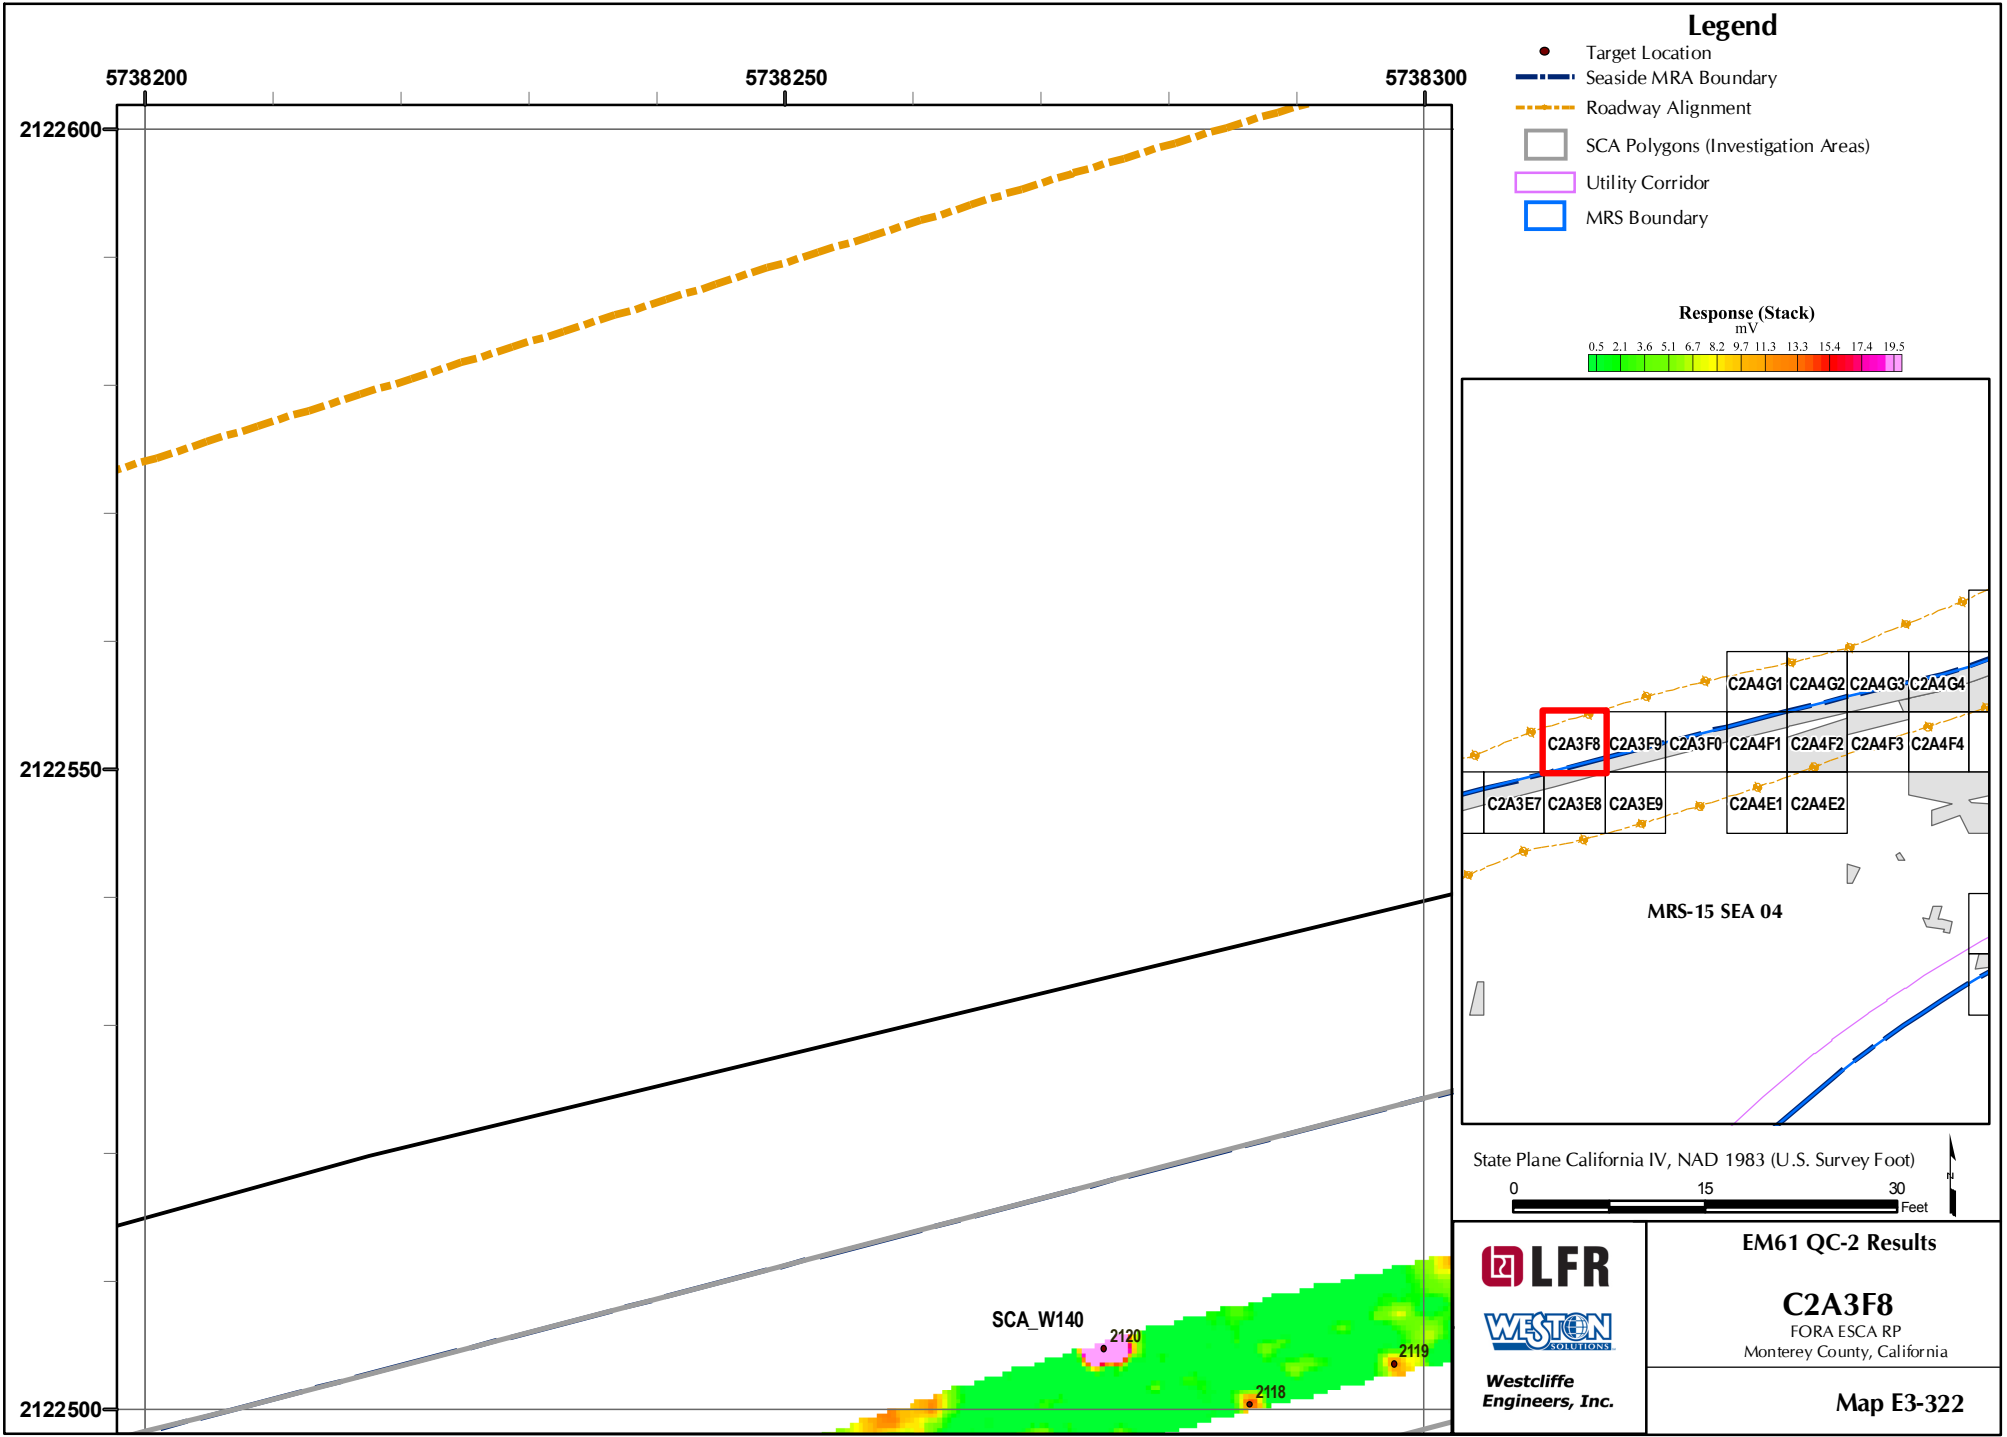 Legend
Target Location
Seaside MRA Boundary
Roadway Alignment
SCA Polygons (Investigation Areas)
Utility Corridor
MRS Boundary
5738200
5738250
5738300
2122600
2122550
2122500
Response (Stack)
mV
0.5 2.1 3.6 5.1 6.7 8.2 9.7 11.3 13.3 15.4 17.4 19.5
C2A4G1 C2A4G2 C2A4G3 C2A4G4
C2A3F8 C2A3F9 C2A3F0 C2A4F1 C2A4F2 C2A4F3 C2A4F4
C2A3E7 C2A3E8 C2A3E9 C2A4E1 C2A4E2
MRS-15 SEA 04
State Plane California IV, NAD 1983 (U.S. Survey Foot)
0 15 30
Feet
N
SCA_W140
2120
2119
2118
LFR
WESTON
SOLUTIONS
Westcliffe
Engineers, Inc.
EM61 QC-2 Results
C2A3F8
FORA ESCA RP
Monterey County, California
Map E3-322